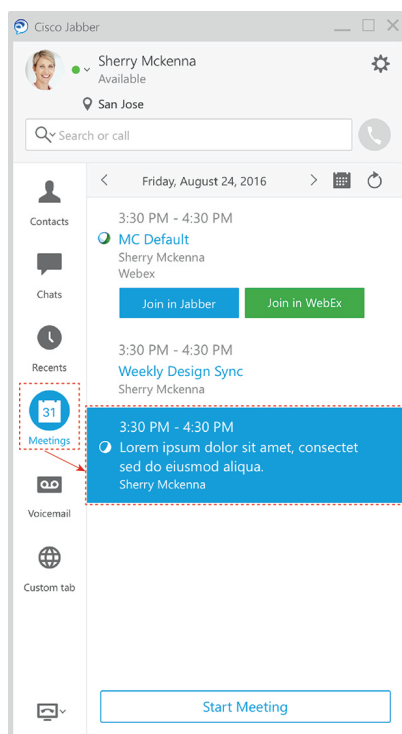 Cisco Jabber
Sherry Mckenna
Available
San Jose
Search or call
Contacts
Chats
Recents
31
Meetings
Voicemail
Custom tab
Friday, August 24, 2016
3:30 PM - 4:30 PM
MC Default
Sherry Mckenna
Webex
Join in Jabber
Join in WebEx
3:30 PM - 4:30 PM
Weekly Design Sync
Sherry Mckenna
3:30 PM - 4:30 PM
Lorem ipsum dolor sit amet, consectet
sed do eiusmod aliqua.
Sherry Mckenna
Start Meeting